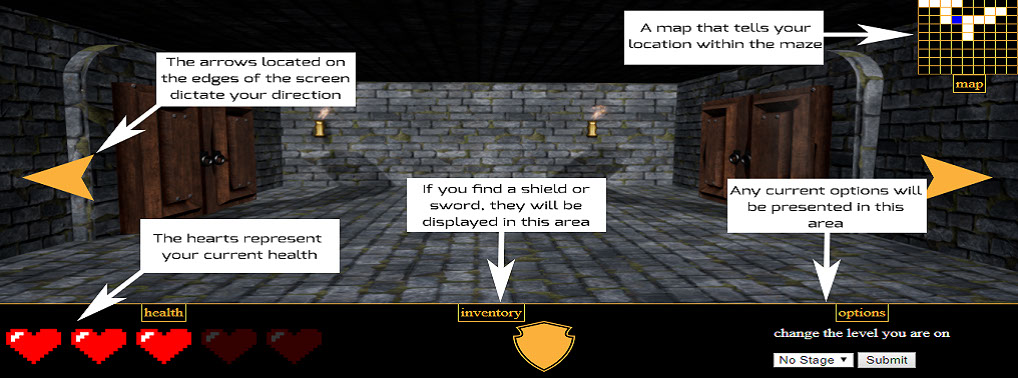 A map that tells your
location within the maze
map
The arrows located on
the edges of the screen
dictate your direction
If you find a shield or
sword, they will be
displayed in this area
Any current options will
be presented in this
area
The hearts represent
your current health
health
inventory
options
change the level you are on
No Stage
Submit